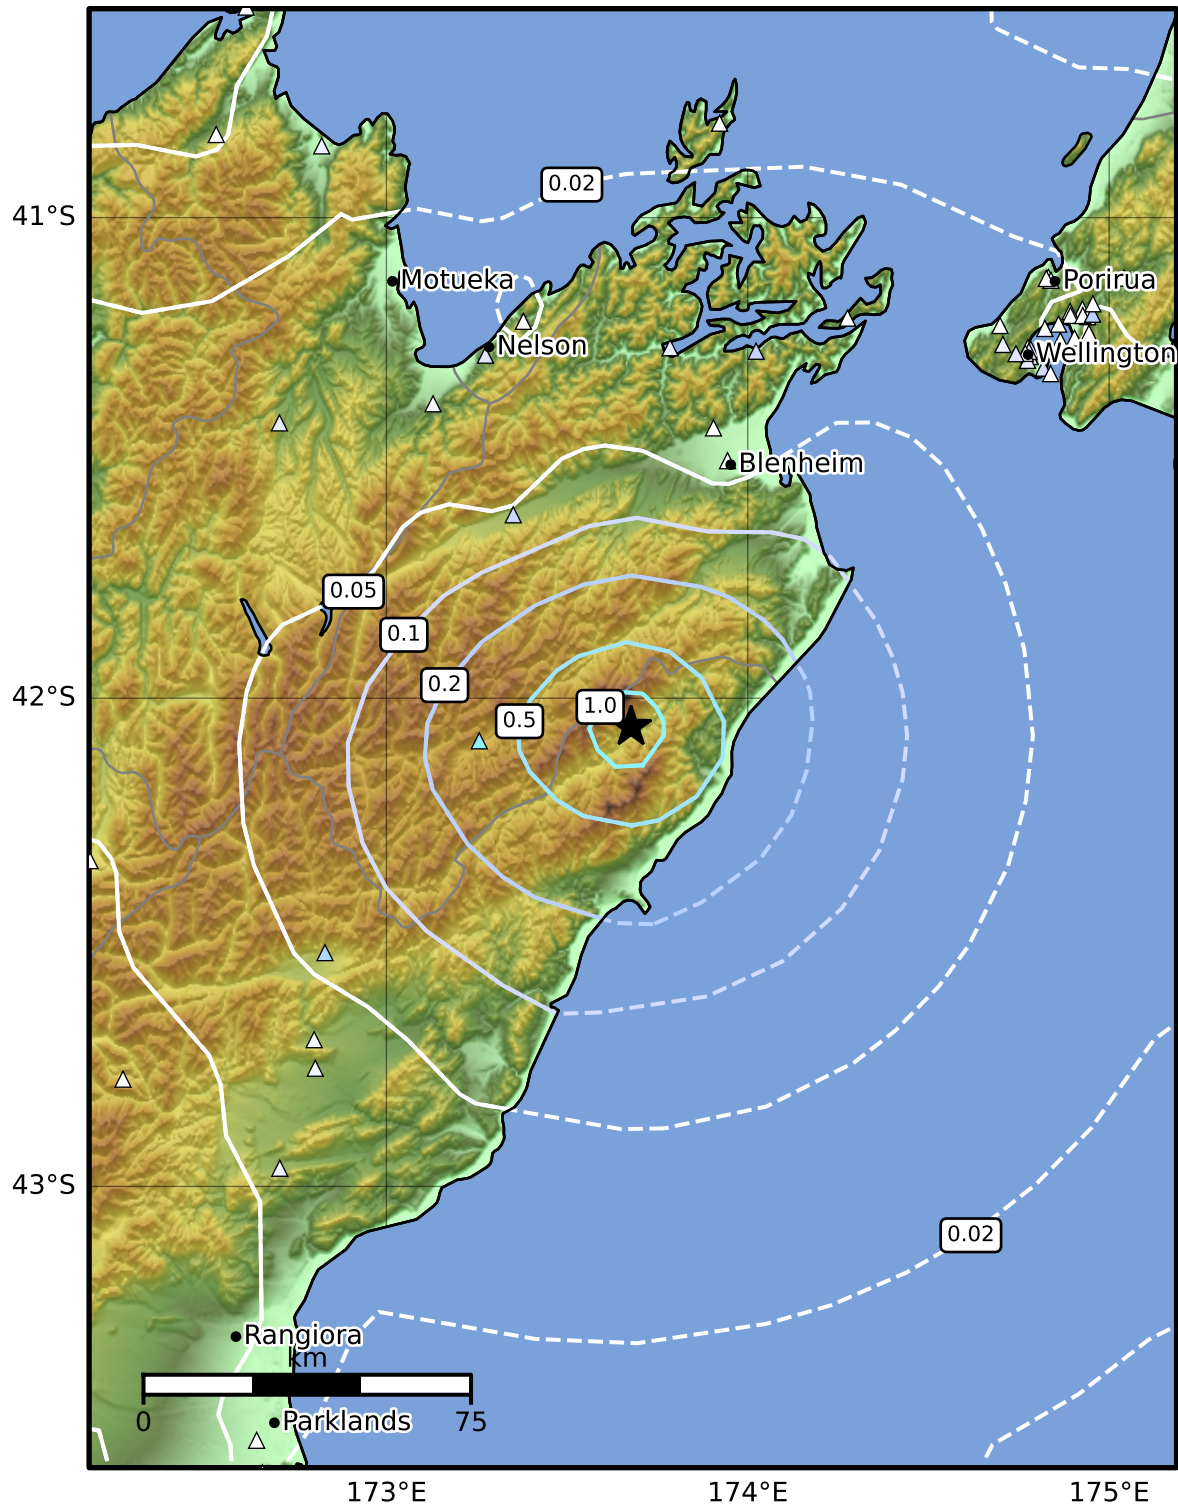 0.02
41°S
Motueka
Porirua
Nelson
Wellington
Blenheim
0.05
0.1
0.2
42°S
1.0
0.5
43°S
0.02
Rangiora
km
0
75
Parklands
173°E
174°E
175°E